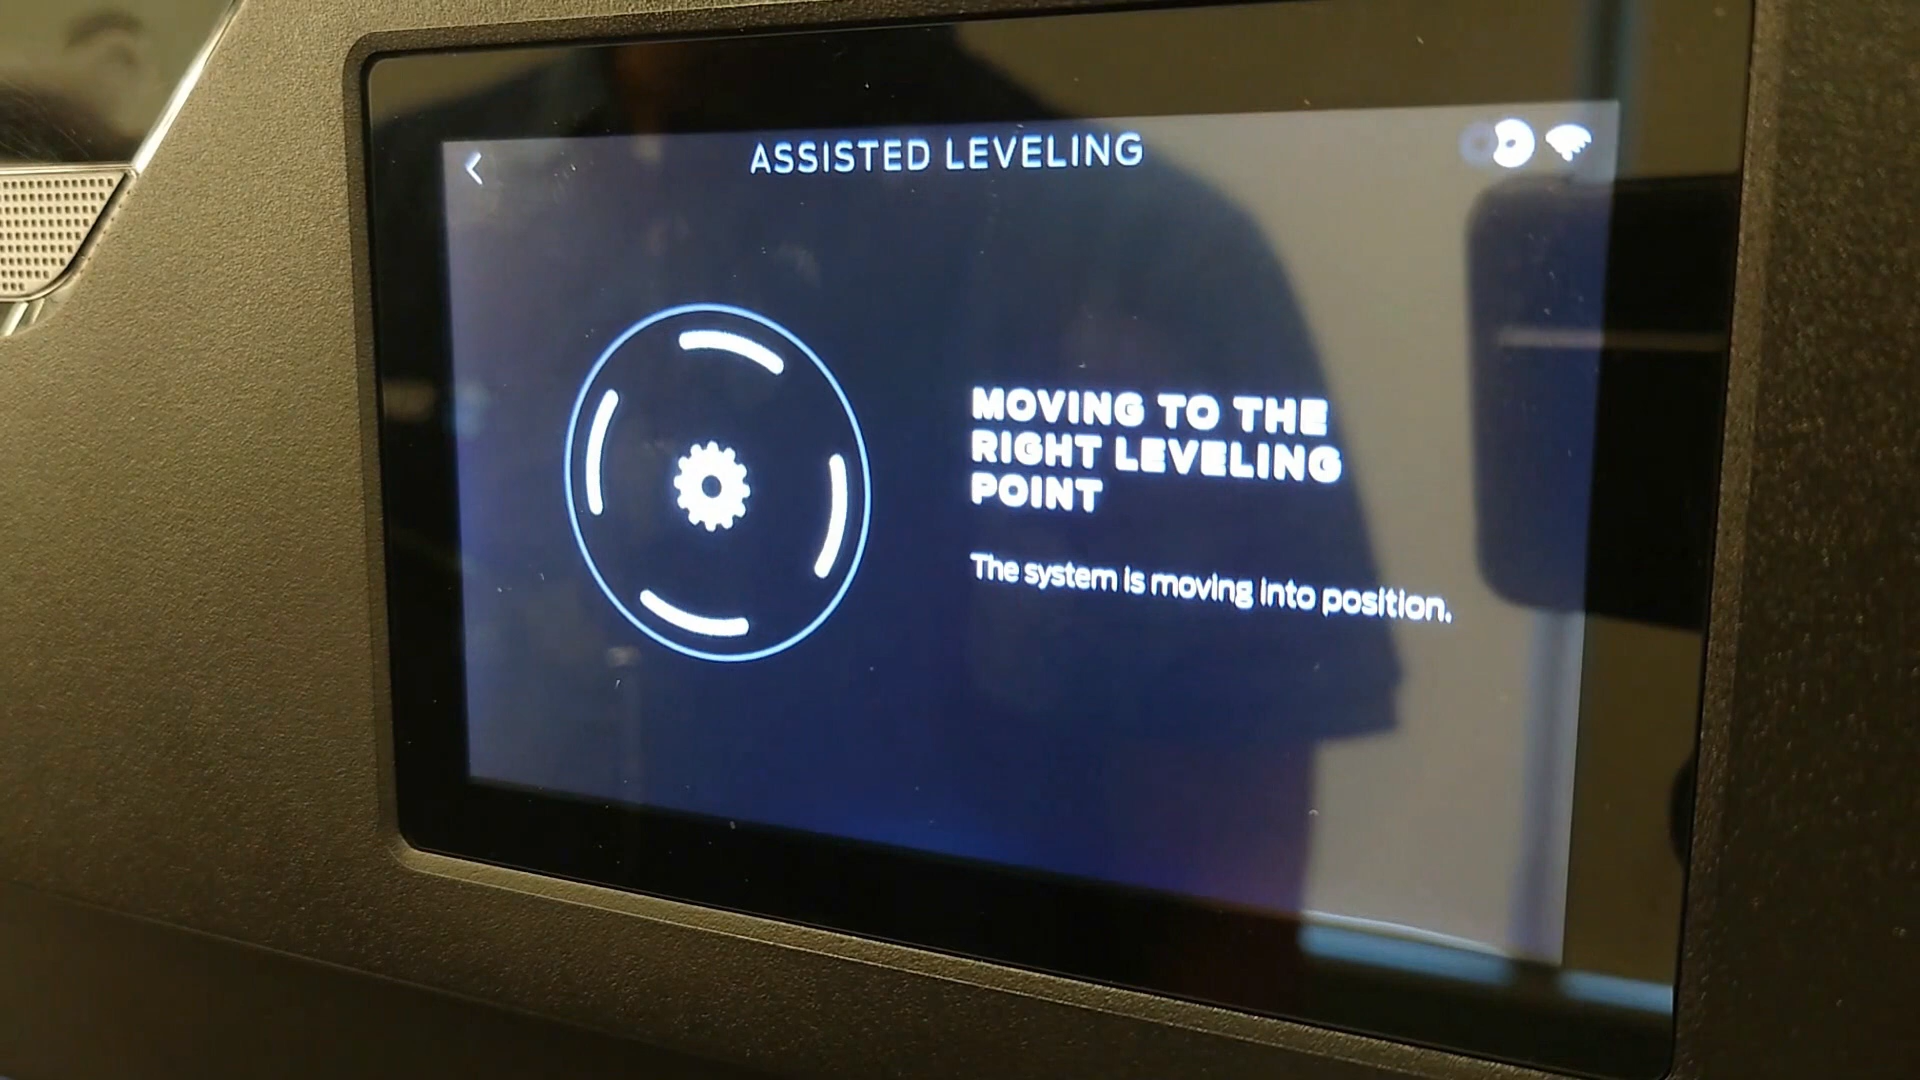 ASSISTED LEVELING
MOVING TO THE
RIGHT LEVELING
POINT
The system is moving into position.